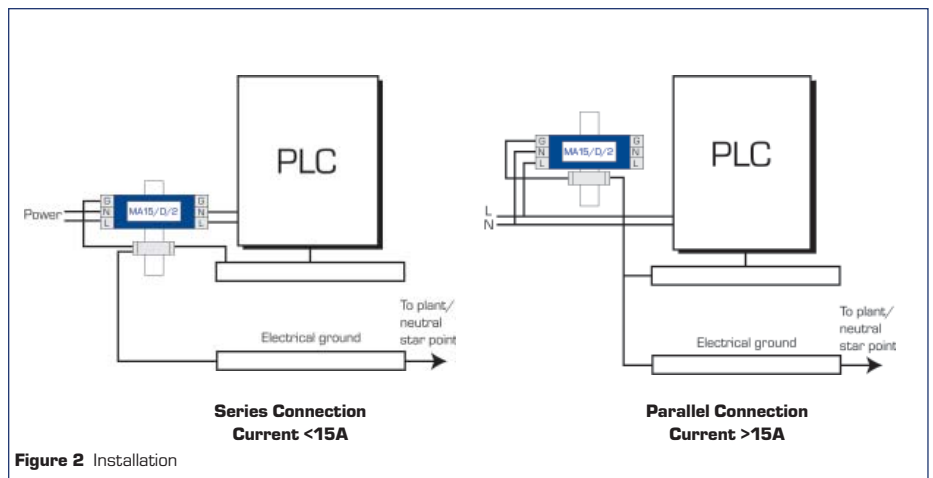 PLC
Power
G
N
L
MA15/D/2
G
N
L
To plant/
neutral
star point
Electrical ground
Series Connection
Current <15A
PLC
G
N
L
MA15/D/2
G
N
L
L
N
To plant/
neutral
star point
Electrical ground
Parallel Connection
Current >15A
Figure 2 Installation